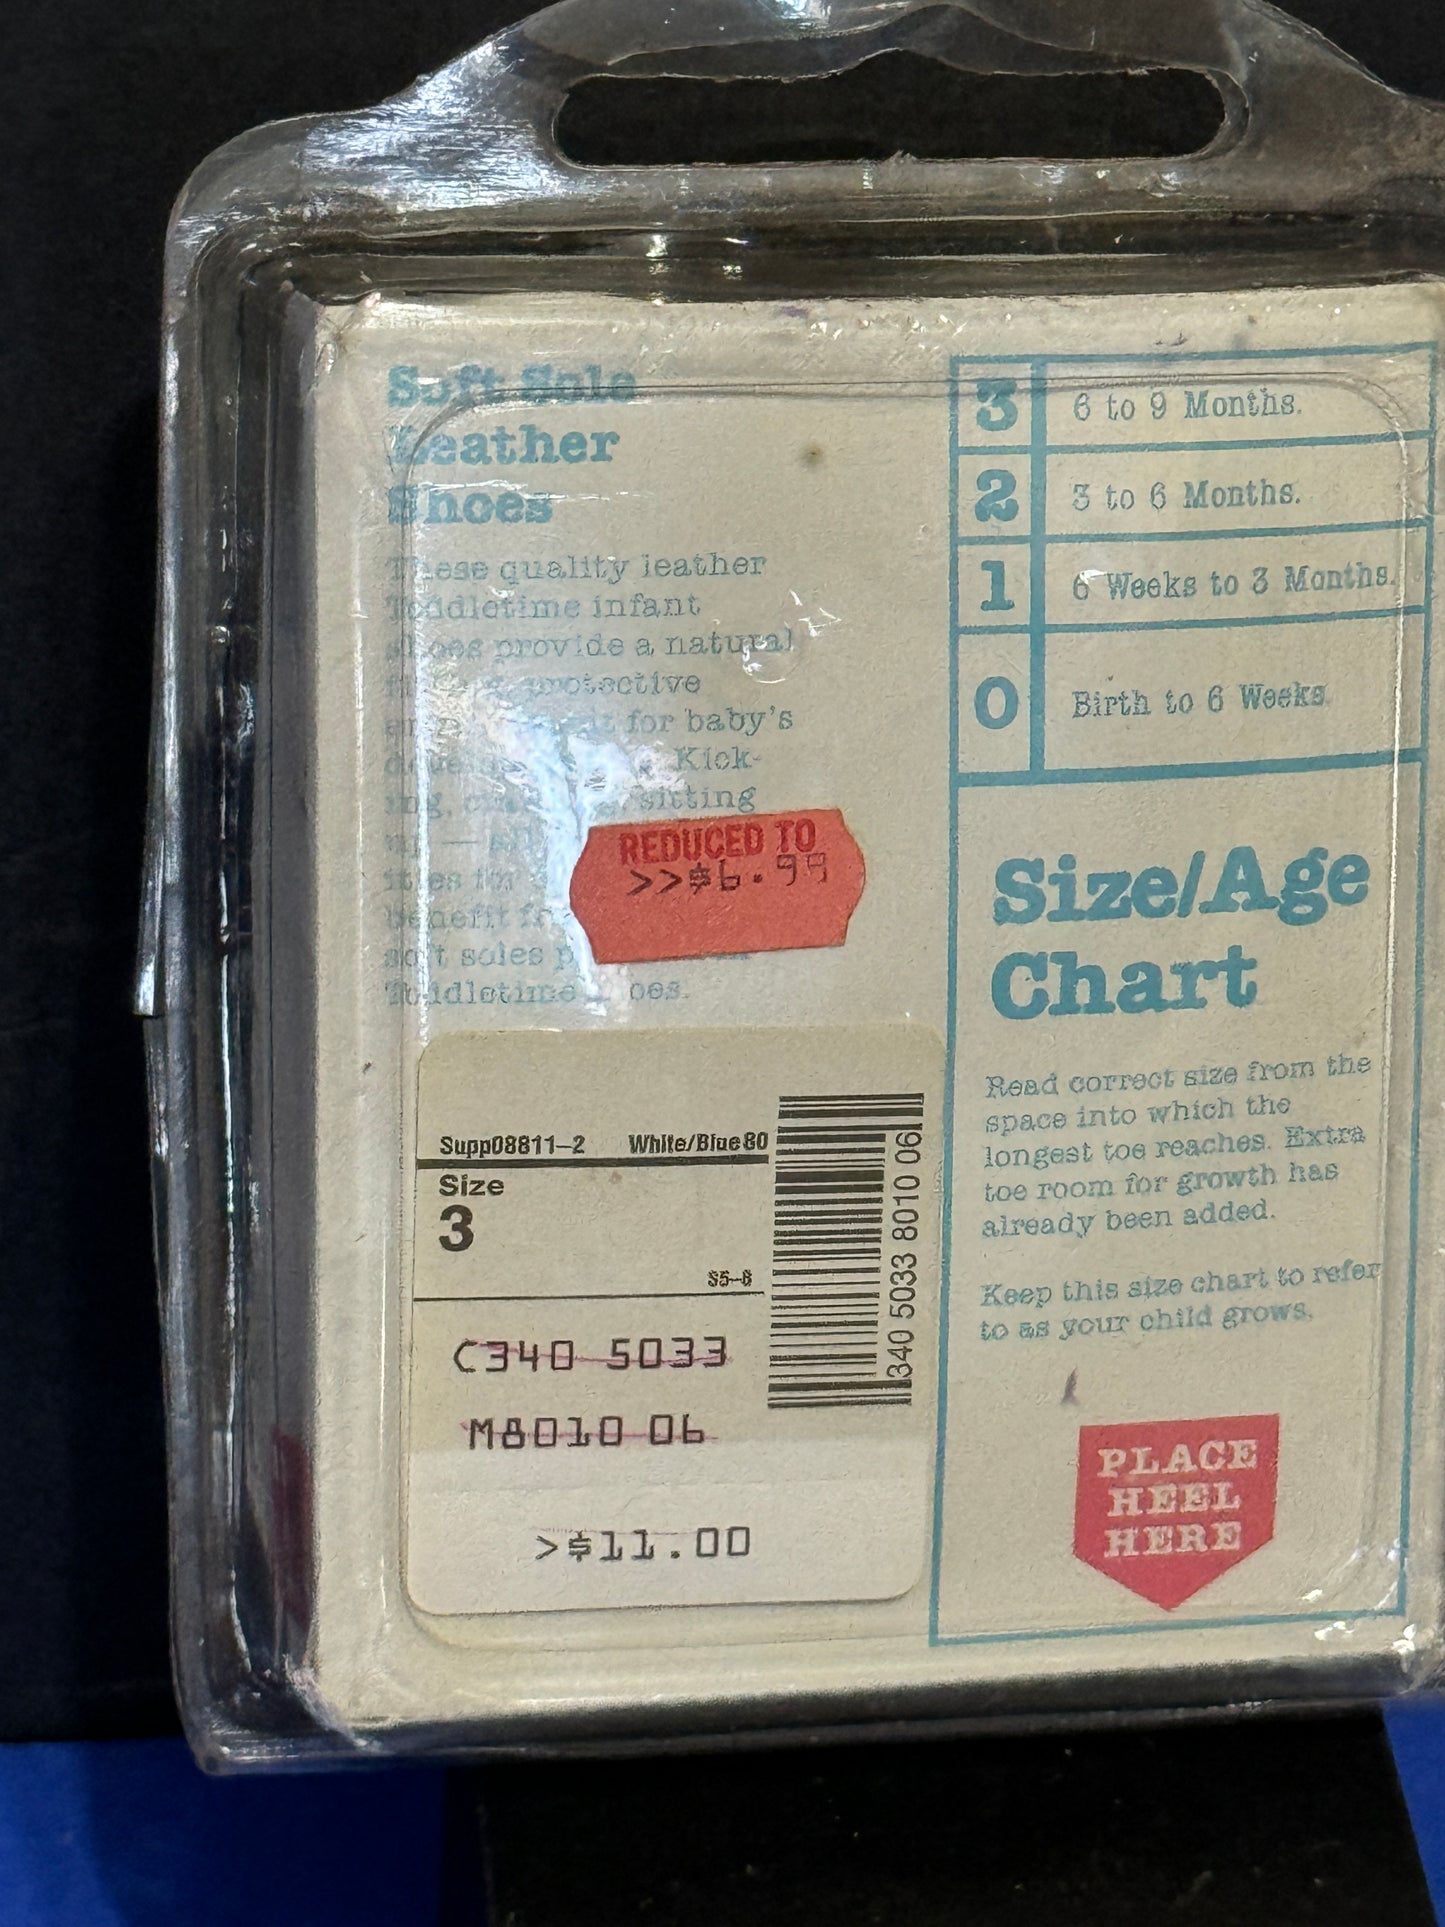 Soft Sole
Leather
Shoes
These quality leather
Toddletime infant
shoes provide a natural
protective
for baby's
Kick-
sitting
benefit
soft soles
Toddletime
REDUCED TO
>>$6.99
Supp08811-2 White/Blue80
Size
3
S5-6
C340 5033
M8010 06
>$11.00
340 5033 8010 06
3 6 to 9 Months.
2 3 to 6 Months.
1 6 Weeks to 3 Months.
0 Birth to 6 Weeks
Size/Age
Chart
Read correct size from the
space into which the
longest toe reaches. Extra
toe room for growth has
already been added.
Keep this size chart to refer
to as your child grows.
PLACE
HEEL
HERE